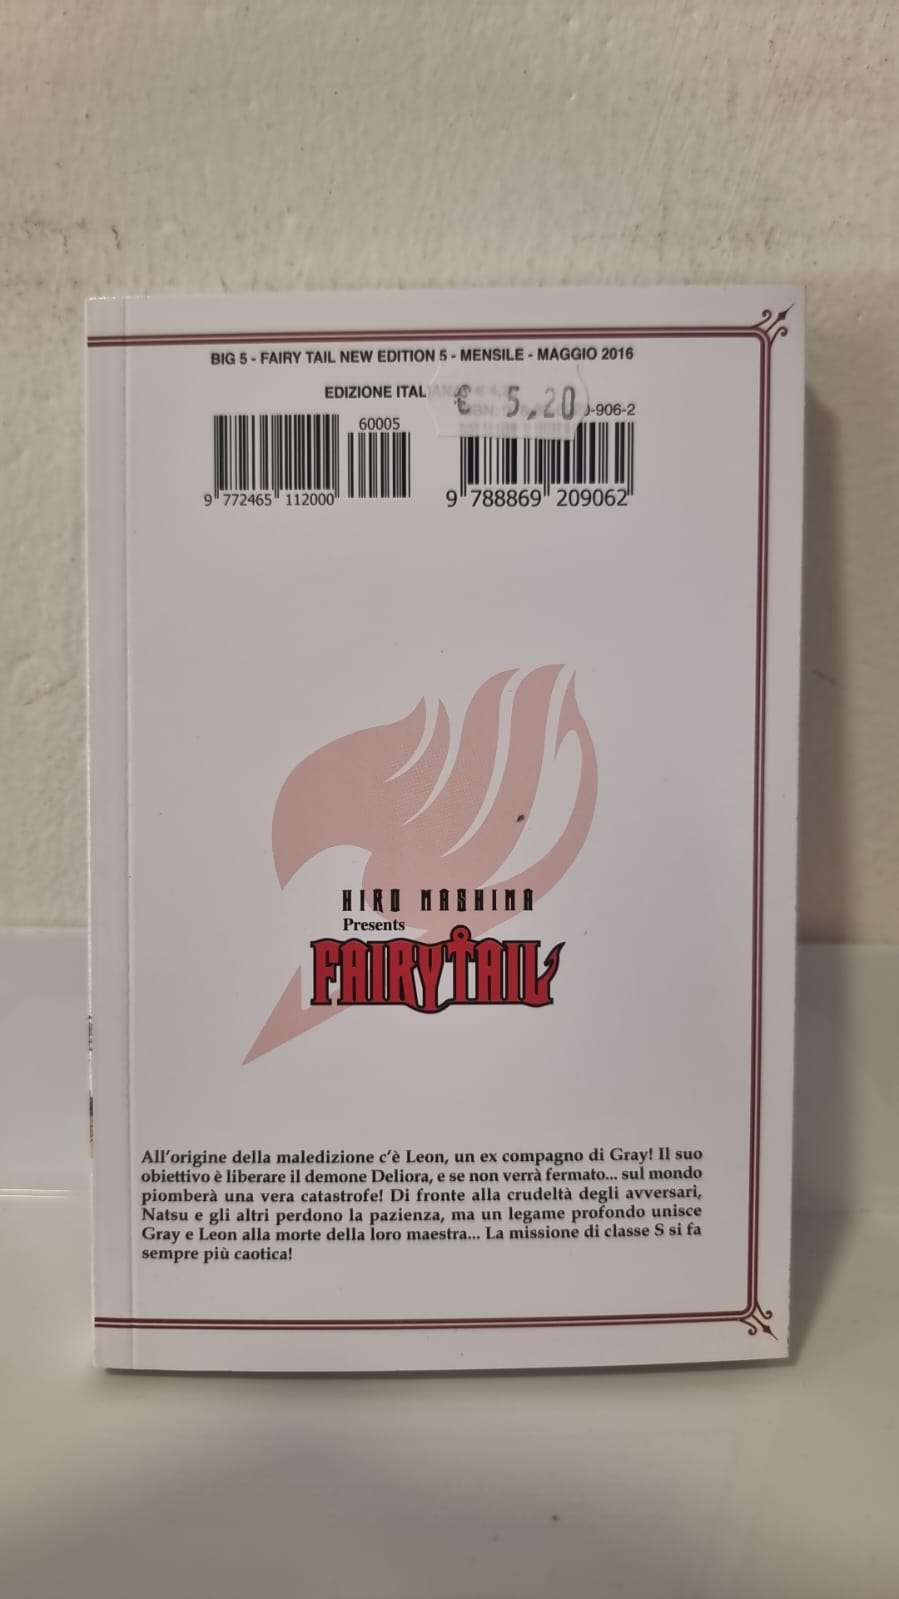 BIG 5 - FAIRY TAIL NEW EDITION 5 - MENSILE - MAGGIO 2016
EDIZIONE ITAL
€ 5,20
-906-2
60005
9 772465 112000
9 788869 209062
HIRO MASHIMA
Presents
FAIRY TAIL
All'origine della maledizione c'è Leon, un ex compagno di Gray! Il suo
obiettivo è liberare il demone Deliora, e se non verrà fermato... sul mondo
piomberà una vera catastrofe! Di fronte alla crudeltà degli avversari,
Natsu e gli altri perdono la pazienza, ma un legame profondo unisce
Gray e Leon alla morte della loro maestra... La missione di classe S si fa
sempre più caotica!